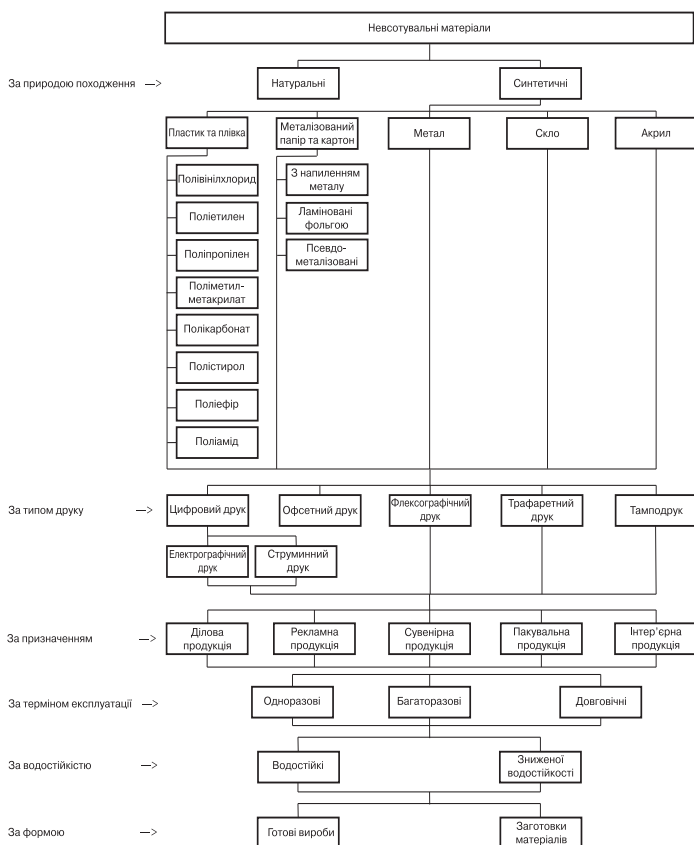 Невсотувальні матеріали
За природою походження —>
Натуральні
Синтетичні
Пластик та плівка
Металізований
папір та картон
Метал
Скло
Акрил
Полівінілхлорид
Поліетилен
Поліпропілен
Поліметил-
метакрилат
Полікарбонат
Полістирол
Поліефір
Поліамід
З напиленням
металу
Ламіновані
фольгою
Псевдо-
металізовані
За типом друку —>
Цифровий друк
Офсетний друк
Флексографічний
друк
Трафаретний
друк
Тамподрук
Електрографічний
друк
Струминний
друк
За призначенням —>
Ділова
продукція
Рекламна
продукція
Сувенірна
продукція
Пакувальна
продукція
Інтер’єрна
продукція
За терміном експлуатації —>
Одноразові
Багаторазові
Довговічні
За водостійкістю —>
Водостійкі
Зниженої
водостійкості
За формою —>
Готові вироби
Заготовки
матеріалів